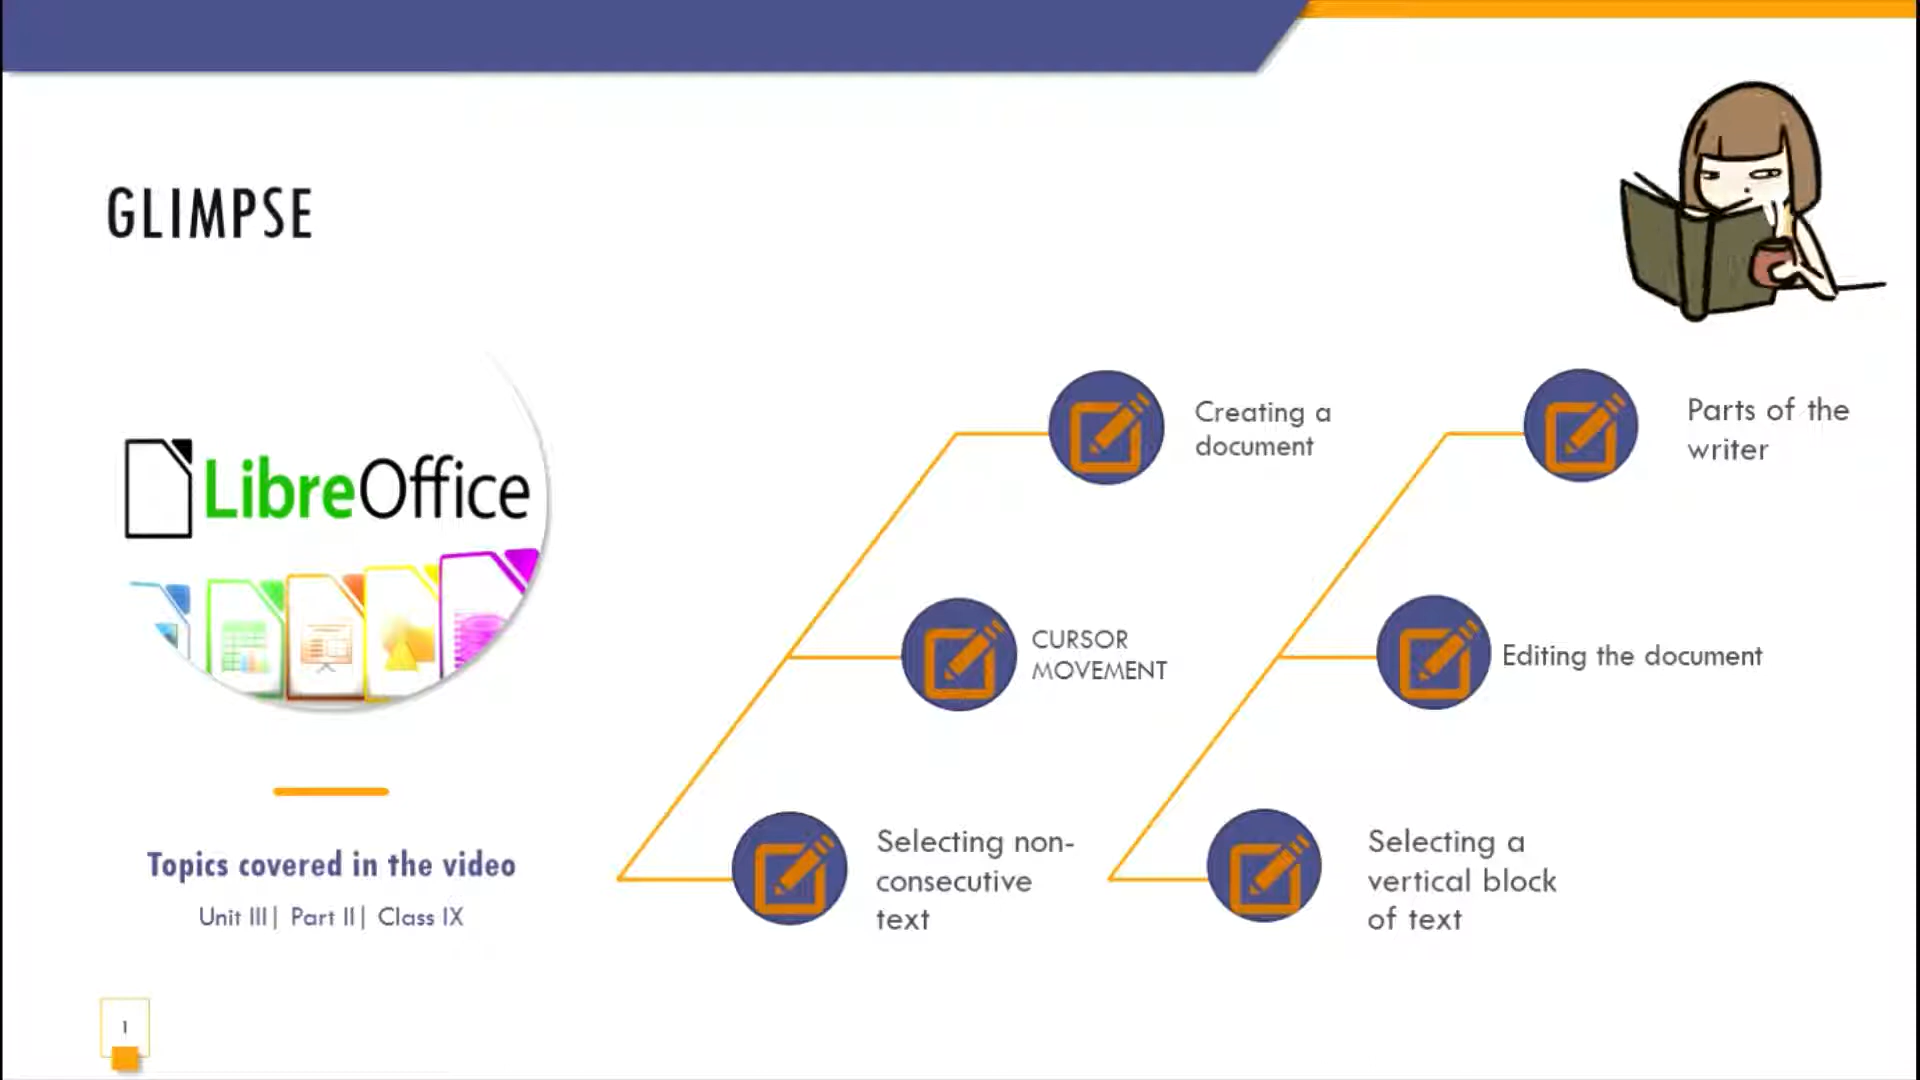 GLIMPSE
LibreOffice
Topics covered in the video
Unit III| Part II| Class IX
1
Creating a
document
CURSOR
MOVEMENT
Selecting non-
consecutive
text
Parts of the
writer
Editing the document
Selecting a
vertical block
of text